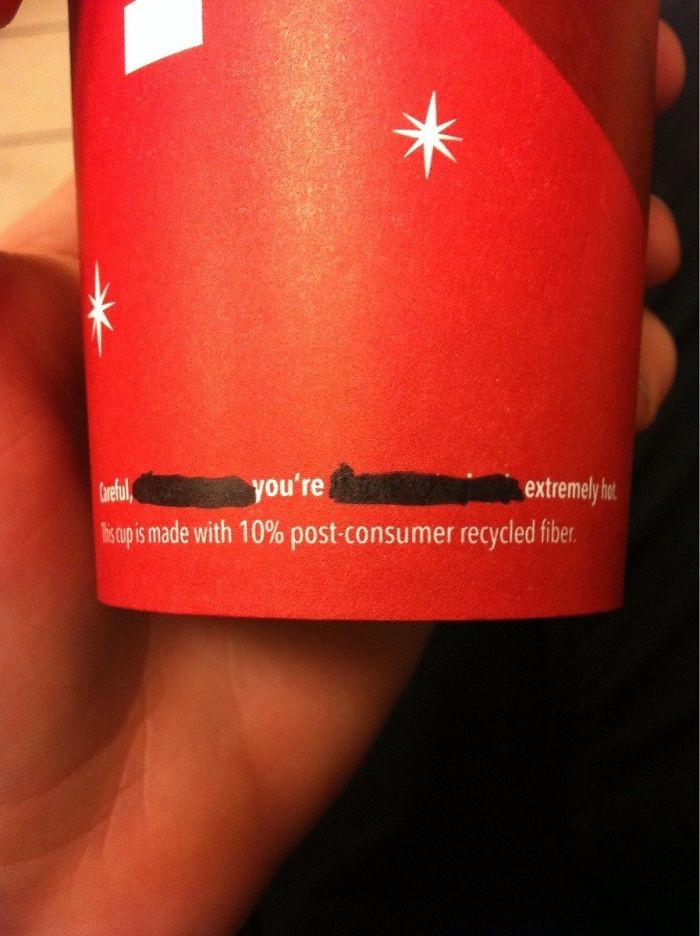 Careful, you're extremely hot.
This cup is made with 10% post-consumer recycled fiber.